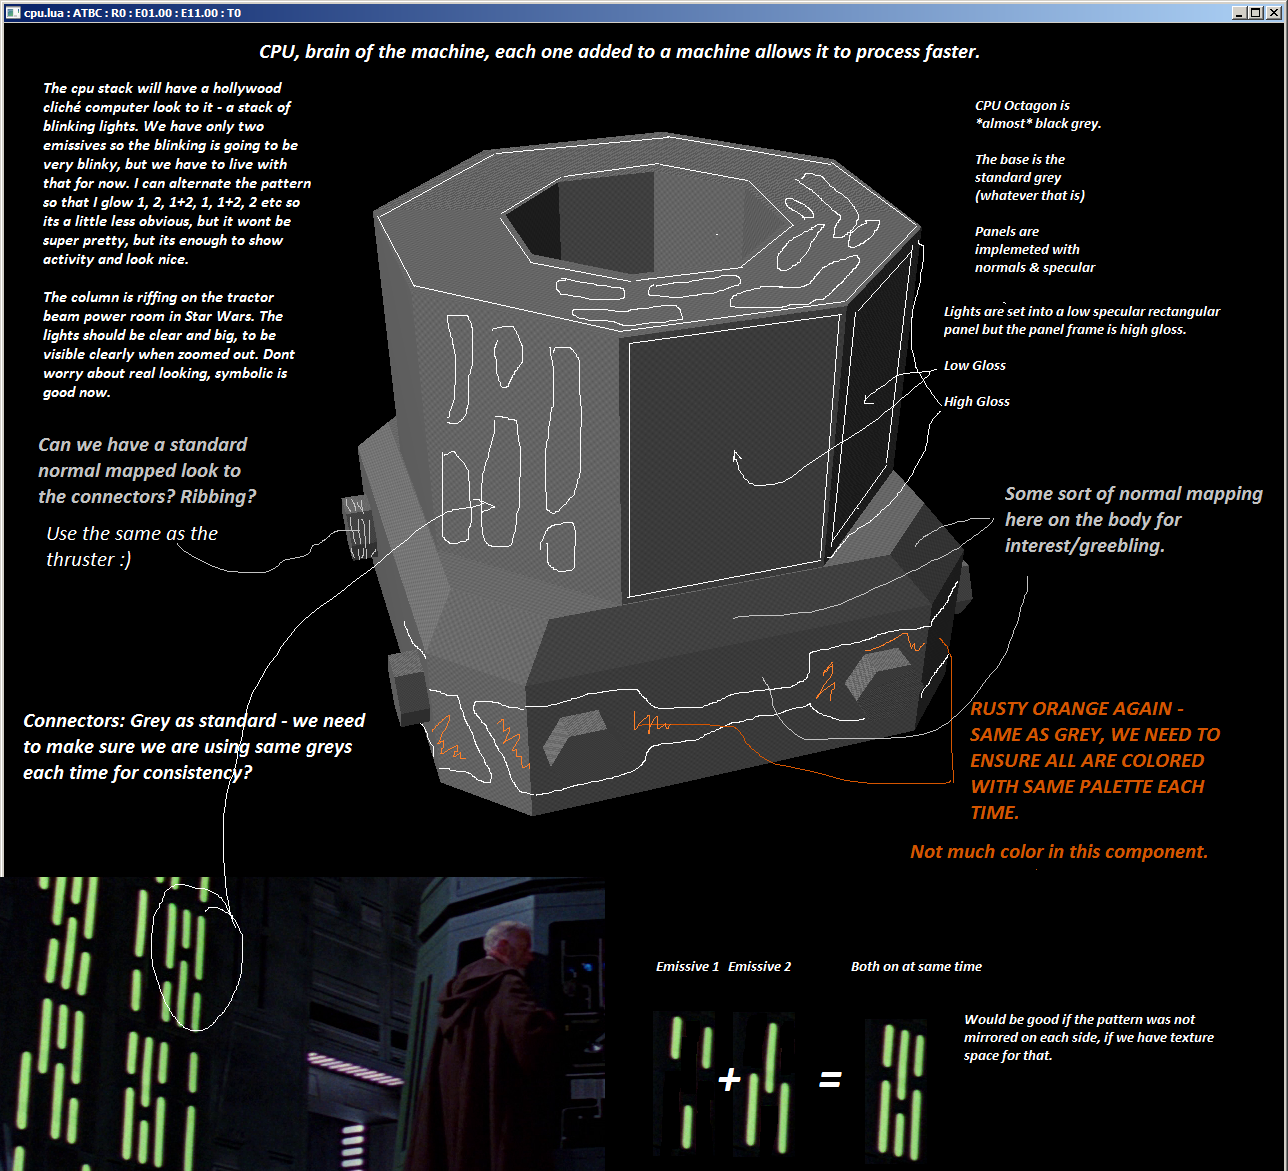 cpu.lua : ATBC : R0 : E01.00 : E11.00 : T0
CPU, brain of the machine, each one added to a machine allows it to process faster.
The cpu stack will have a hollywood
cliché computer look to it - a stack of
blinking lights. We have only two
emissives so the blinking is going to be
very blinky, but we have to live with
that for now. I can alternate the pattern
so that I glow 1, 2, 1+2, 1, 1+2, 2 etc so
its a little less obvious, but it wont be
super pretty, but its enough to show
activity and look nice.
The column is riffing on the tractor
beam power room in Star Wars. The
lights should be clear and big, to be
visible clearly when zoomed out. Dont
worry about real looking, symbolic is
good now.
Can we have a standard
normal mapped look to
the connectors? Ribbing?
Use the same as the
thruster :)
Connectors: Grey as standard - we need
to make sure we are using same greys
each time for consistency?
CPU Octagon is
*almost* black grey.
The base is the
standard grey
(whatever that is)
Panels are
implemeted with
normals & specular
Lights are set into a low specular rectangular
panel but the panel frame is high gloss.
Low Gloss
High Gloss
Some sort of normal mapping
here on the body for
interest/greebling.
RUSTY ORANGE AGAIN -
SAME AS GREY, WE NEED TO
ENSURE ALL ARE COLORED
WITH SAME PALETTE EACH
TIME.
Not much color in this component.
Emissive 1 Emissive 2 Both on at same time
+ =
Would be good if the pattern was not
mirrored on each side, if we have texture
space for that.